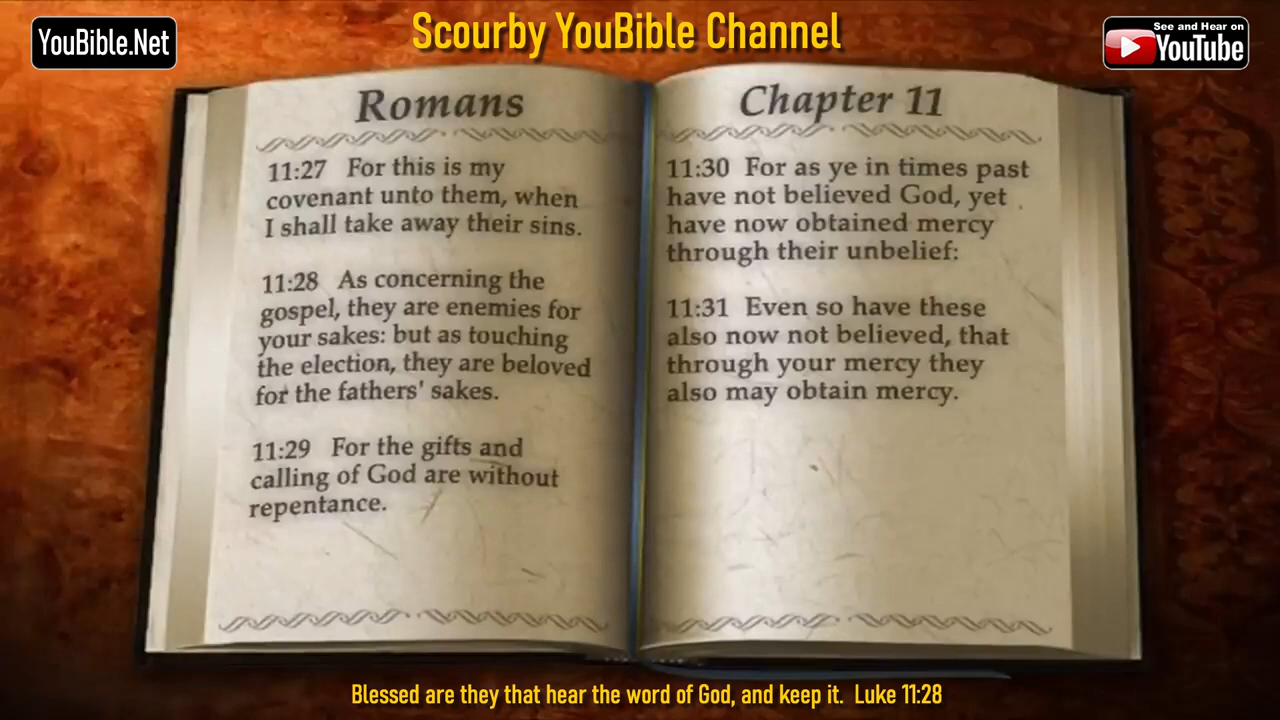 YouBible.Net
Scourby YouBible Channel
See and Hear on
YouTube
Romans
11:27 For this is my
covenant unto them, when
I shall take away their sins.
11:28 As concerning the
gospel, they are enemies for
your sakes: but as touching
the election, they are beloved
for the fathers' sakes.
11:29 For the gifts and
calling of God are without
repentance.
Chapter 11
11:30 For as ye in times past
have not believed God, yet
have now obtained mercy
through their unbelief:
11:31 Even so have these
also now not believed, that
through your mercy they
also may obtain mercy.
Blessed are they that hear the word of God, and keep it. Luke 11:28